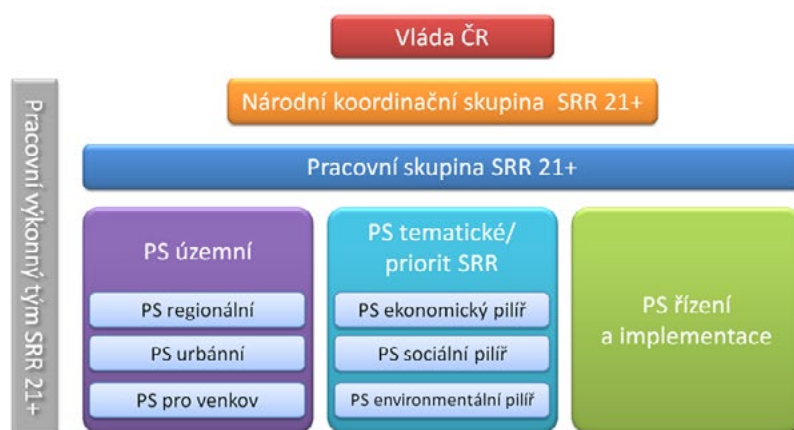 Vláda ČR
Národní koordinační skupina SRR 21+
Pracovní skupina SRR 21+
Pracovní výkonný tým SRR 21+
PS územní
PS regionální
PS urbánní
PS pro venkov
PS tematické/
priorit SRR
PS ekonomický pilíř
PS sociální pilíř
PS environmentální pilíř
PS řízení
a implementace